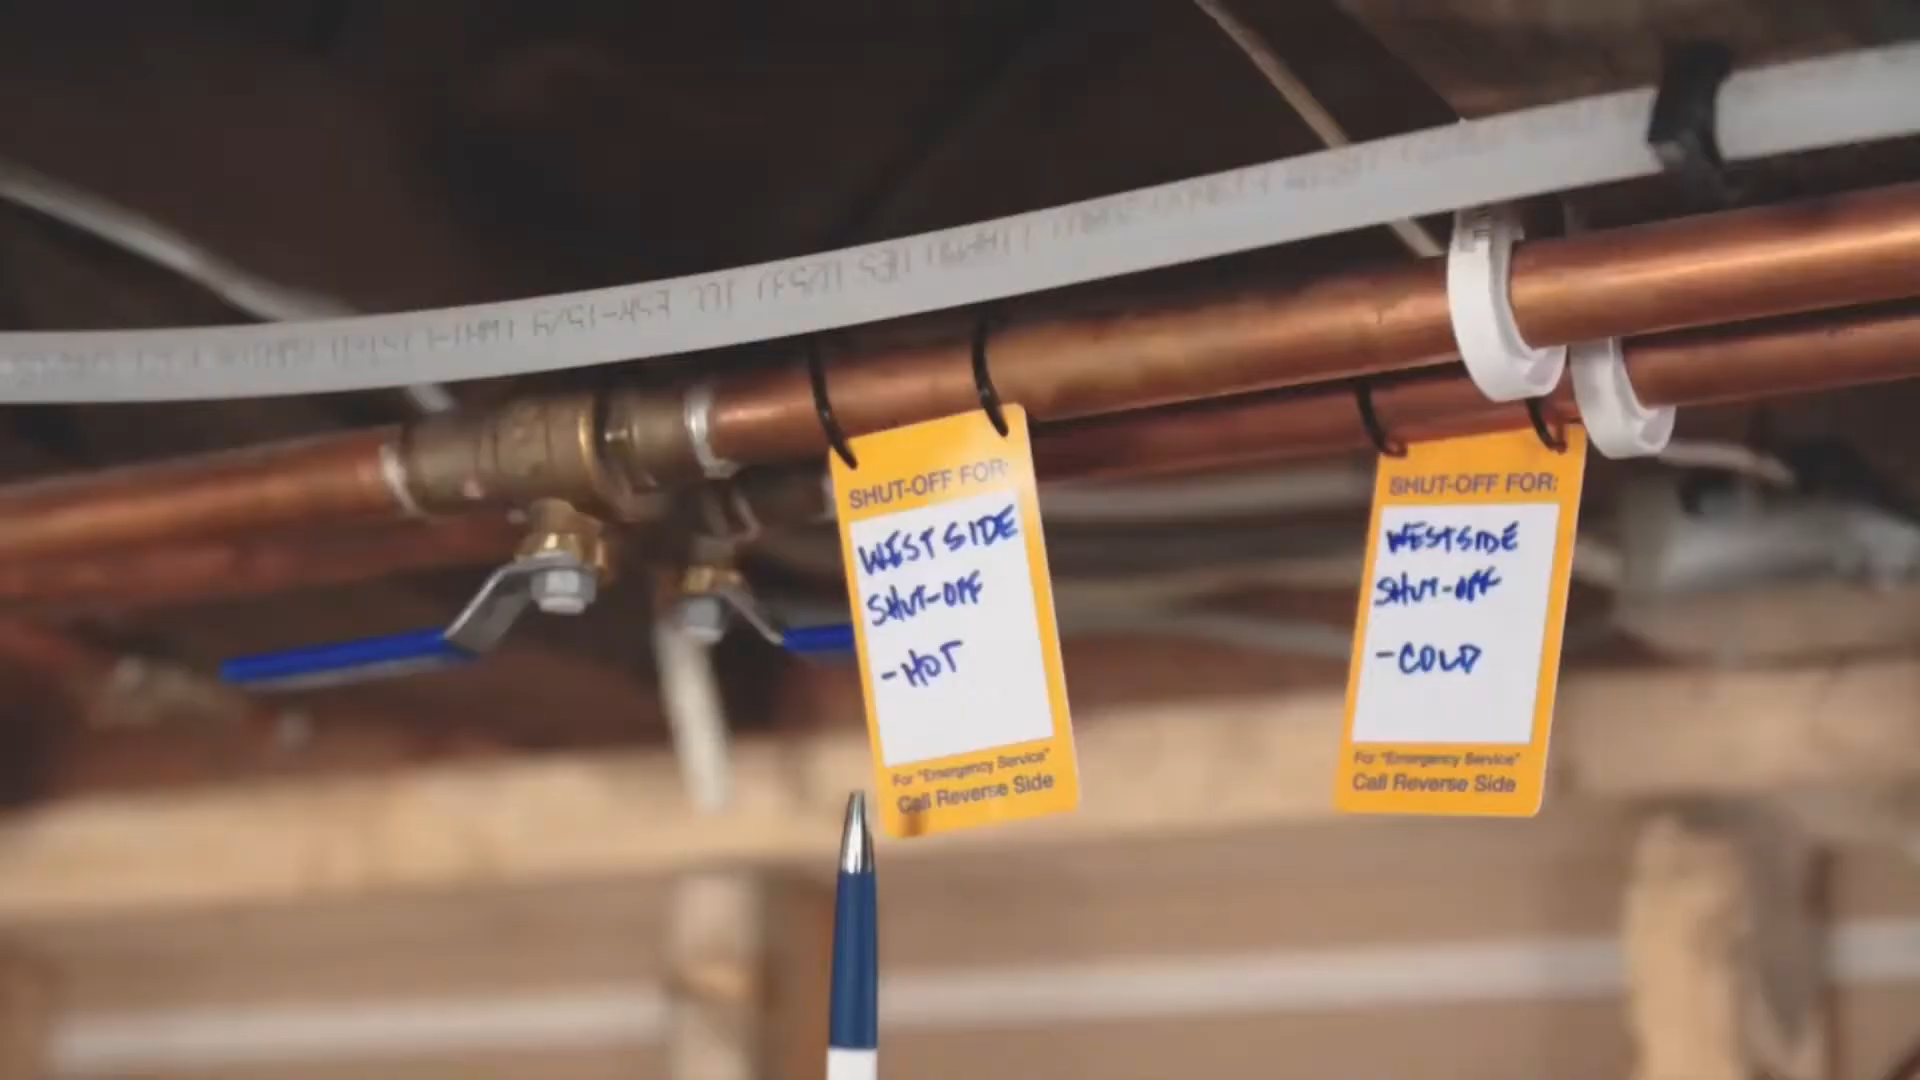 SHUT-OFF FOR:
WEST SIDE
SHUT-OFF
-HOT
For "Emergency Service"
Call Reverse Side
SHUT-OFF FOR:
WESTSIDE
SHUT-OFF
-COLD
For "Emergency Service"
Call Reverse Side